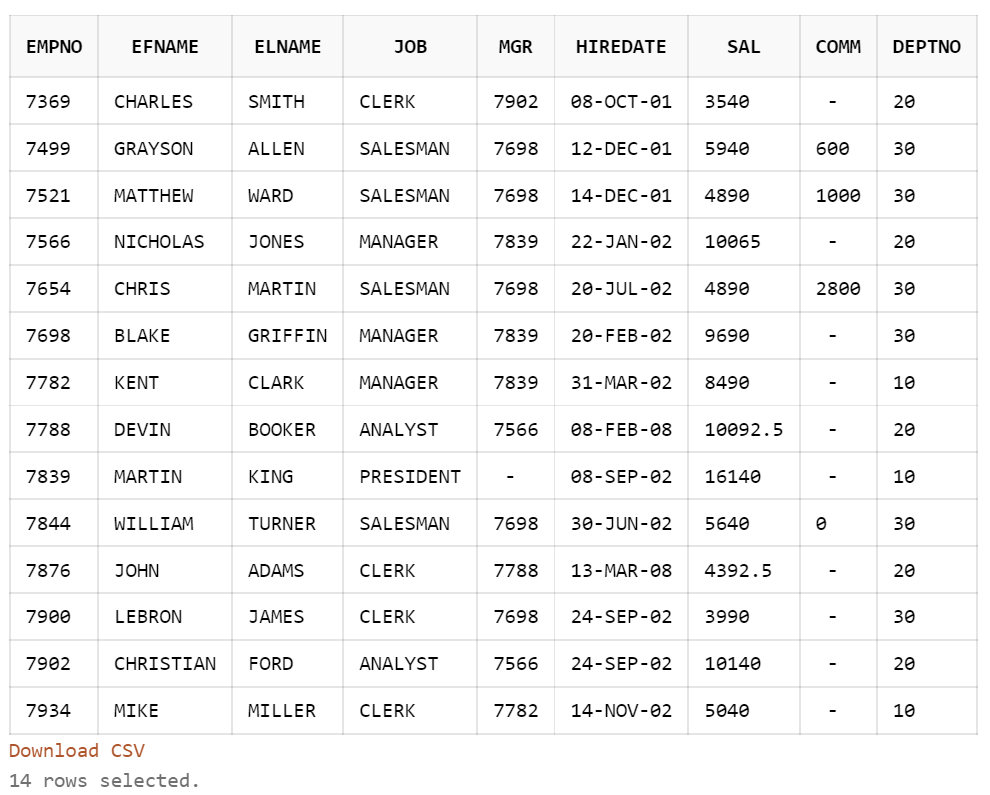 EMPNO EFNAME ELNAME JOB MGR HIREDATE SAL COMM DEPTNO
7369 CHARLES SMITH CLERK 7902 08-OCT-01 3540 - 20
7499 GRAYSON ALLEN SALESMAN 7698 12-DEC-01 5940 600 30
7521 MATTHEW WARD SALESMAN 7698 14-DEC-01 4890 1000 30
7566 NICHOLAS JONES MANAGER 7839 22-JAN-02 10065 - 20
7654 CHRIS MARTIN SALESMAN 7698 20-JUL-02 4890 2800 30
7698 BLAKE GRIFFIN MANAGER 7839 20-FEB-02 9690 - 30
7782 KENT CLARK MANAGER 7839 31-MAR-02 8490 - 10
7788 DEVIN BOOKER ANALYST 7566 08-FEB-08 10092.5 - 20
7839 MARTIN KING PRESIDENT - 08-SEP-02 16140 - 10
7844 WILLIAM TURNER SALESMAN 7698 30-JUN-02 5640 0 30
7876 JOHN ADAMS CLERK 7788 13-MAR-08 4392.5 - 20
7900 LEBRON JAMES CLERK 7698 24-SEP-02 3990 - 30
7902 CHRISTIAN FORD ANALYST 7566 24-SEP-02 10140 - 20
7934 MIKE MILLER CLERK 7782 14-NOV-02 5040 - 10
Download CSV
14 rows selected.